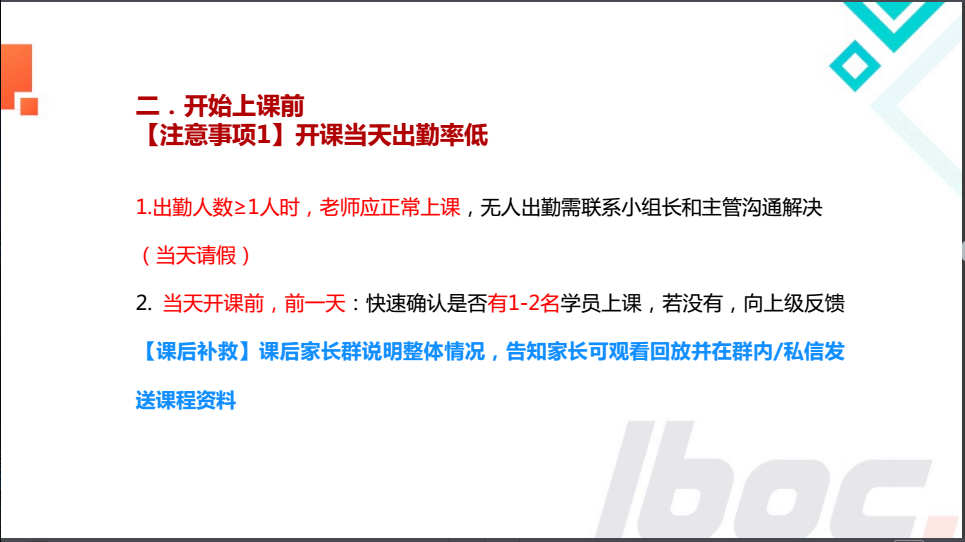 二．开始上课前
【注意事项1】开课当天出勤率低
1.出勤人数≥1人时，老师应正常上课，无人出勤需联系小组长和主管沟通解决
（当天请假）
2. 当天开课前，前一天：快速确认是否有1-2名学员上课，若没有，向上级反馈
【课后补救】课后家长群说明整体情况，告知家长可观看回放并在群内/私信发
送课程资料
lboc.